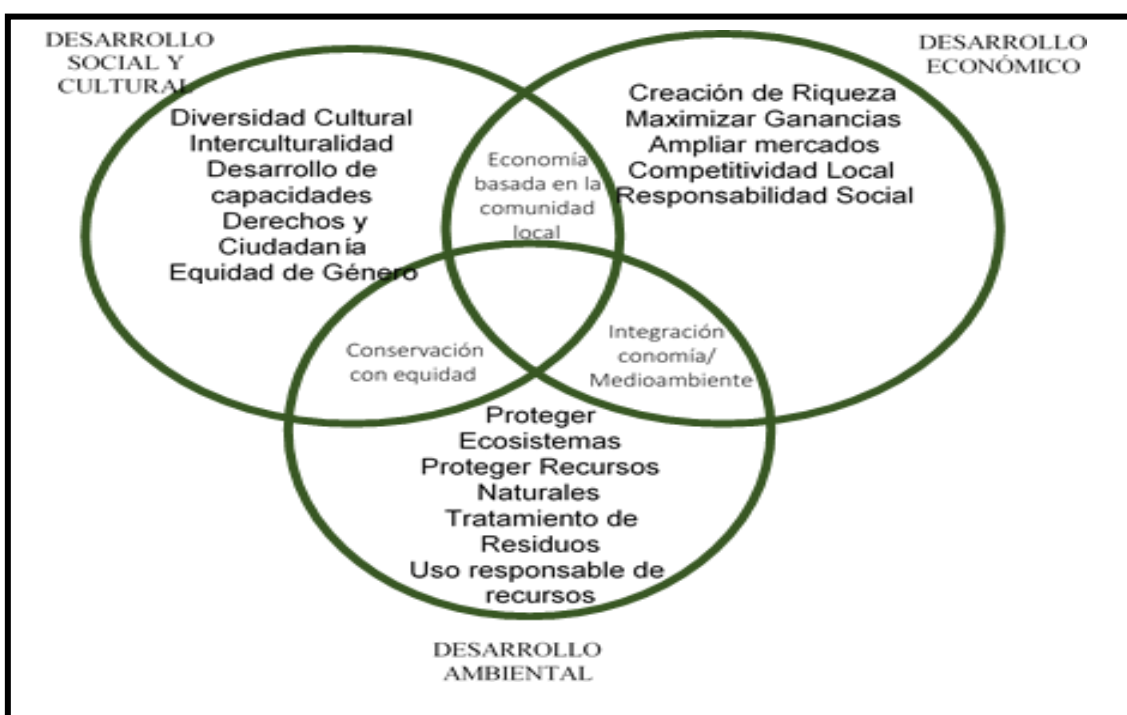 DESARROLLO
SOCIAL Y
CULTURAL
Diversidad Cultural
Interculturalidad
Desarrollo de
capacidades
Derechos y
Ciudadanía
Equidad de Género
Economía
basada en la
comunidad
local
DESARROLLO
ECONÓMICO
Creación de Riqueza
Maximizar Ganancias
Ampliar mercados
Competitividad Local
Responsabilidad Social
Conservación
con equidad
Integración
conomía/
Medioambiente
Proteger
Ecosistemas
Proteger Recursos
Naturales
Tratamiento de
Residuos
Uso responsable de
recursos
DESARROLLO
AMBIENTAL